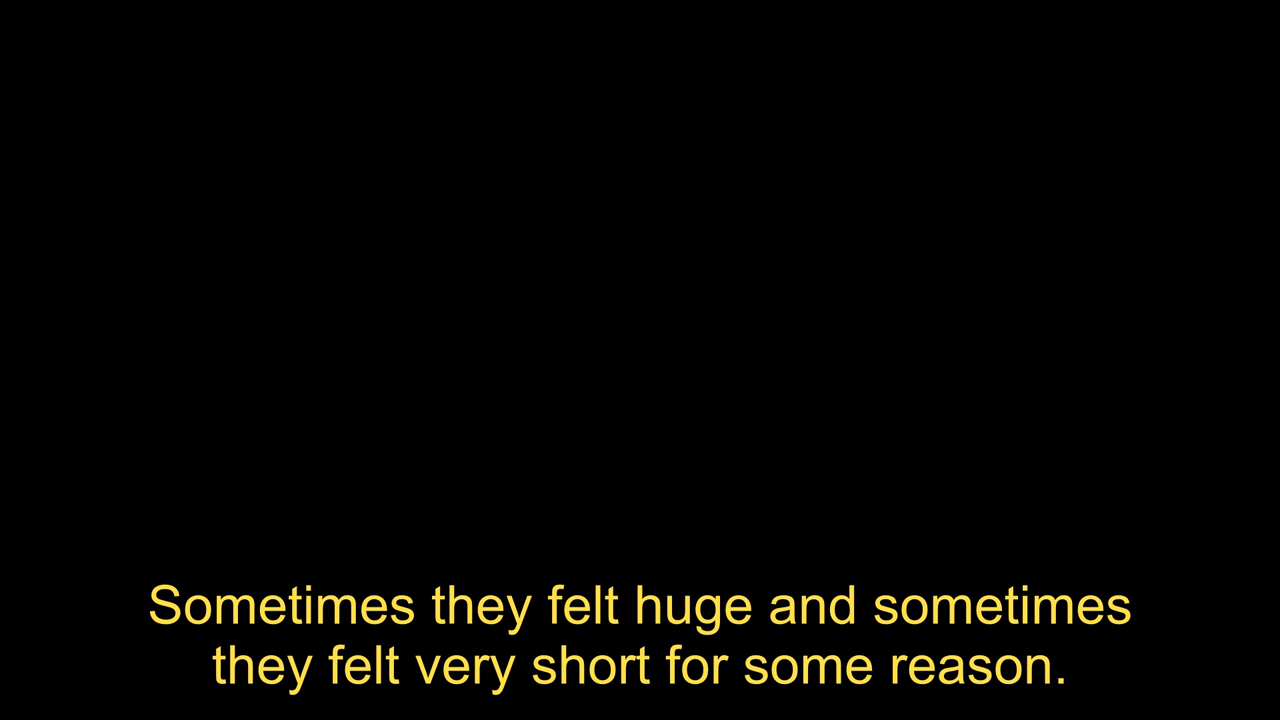 Sometimes they felt huge and sometimes
they felt very short for some reason.